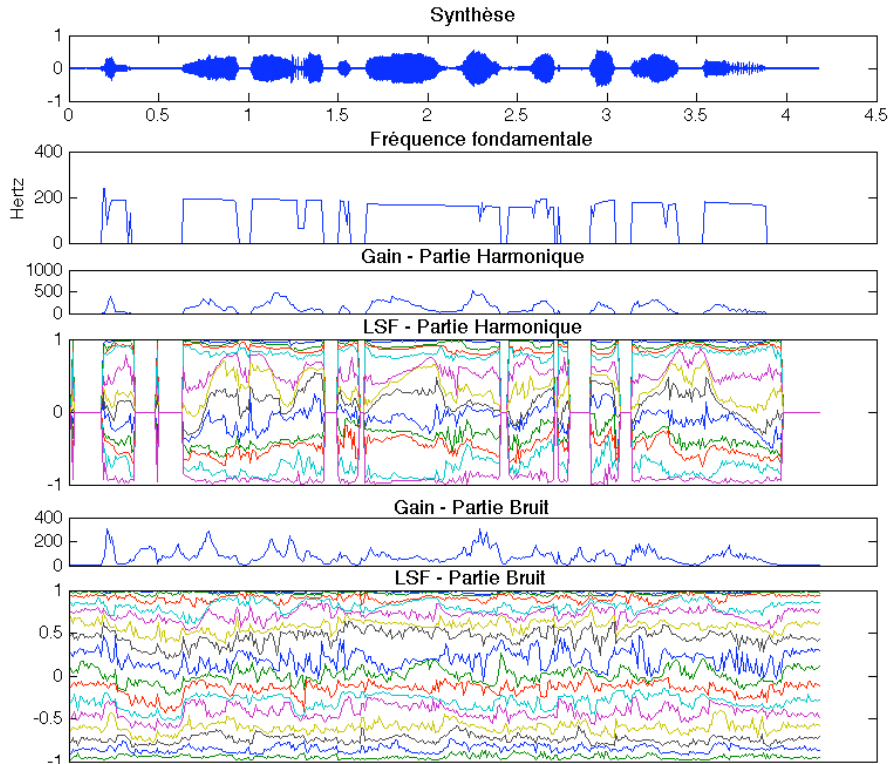 Synthèse
1
0
-1
0 0.5 1 1.5 2 2.5 3 3.5 4 4.5
Fréquence fondamentale
400
200
0
Hertz
Gain - Partie Harmonique
1000
500
0
LSF - Partie Harmonique
1
0
-1
Gain - Partie Bruit
400
200
0
LSF - Partie Bruit
1
0.5
0
-0.5
-1